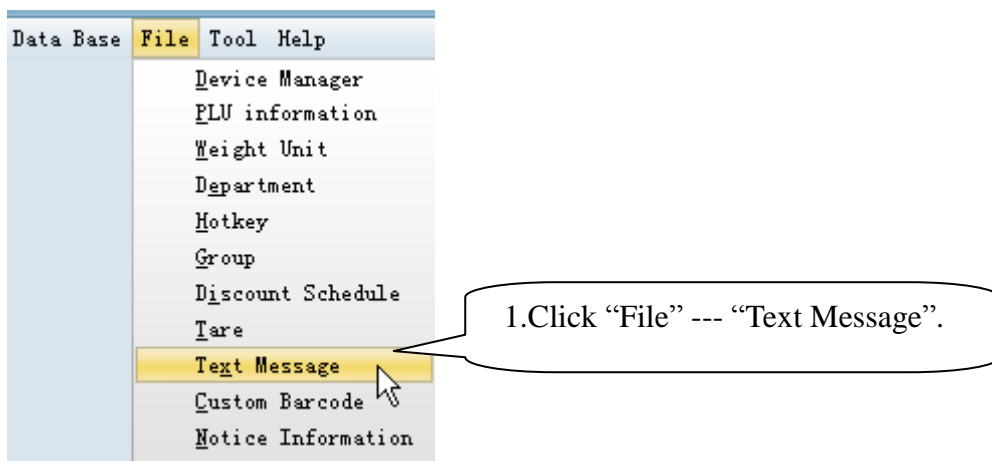 Data Base File Tool Help
Device Manager
PLU information
Weight Unit
Department
Hotkey
Group
Discount Schedule
Tare
Text Message
Custom Barcode
Notice Information
1.Click “File” --- “Text Message”.